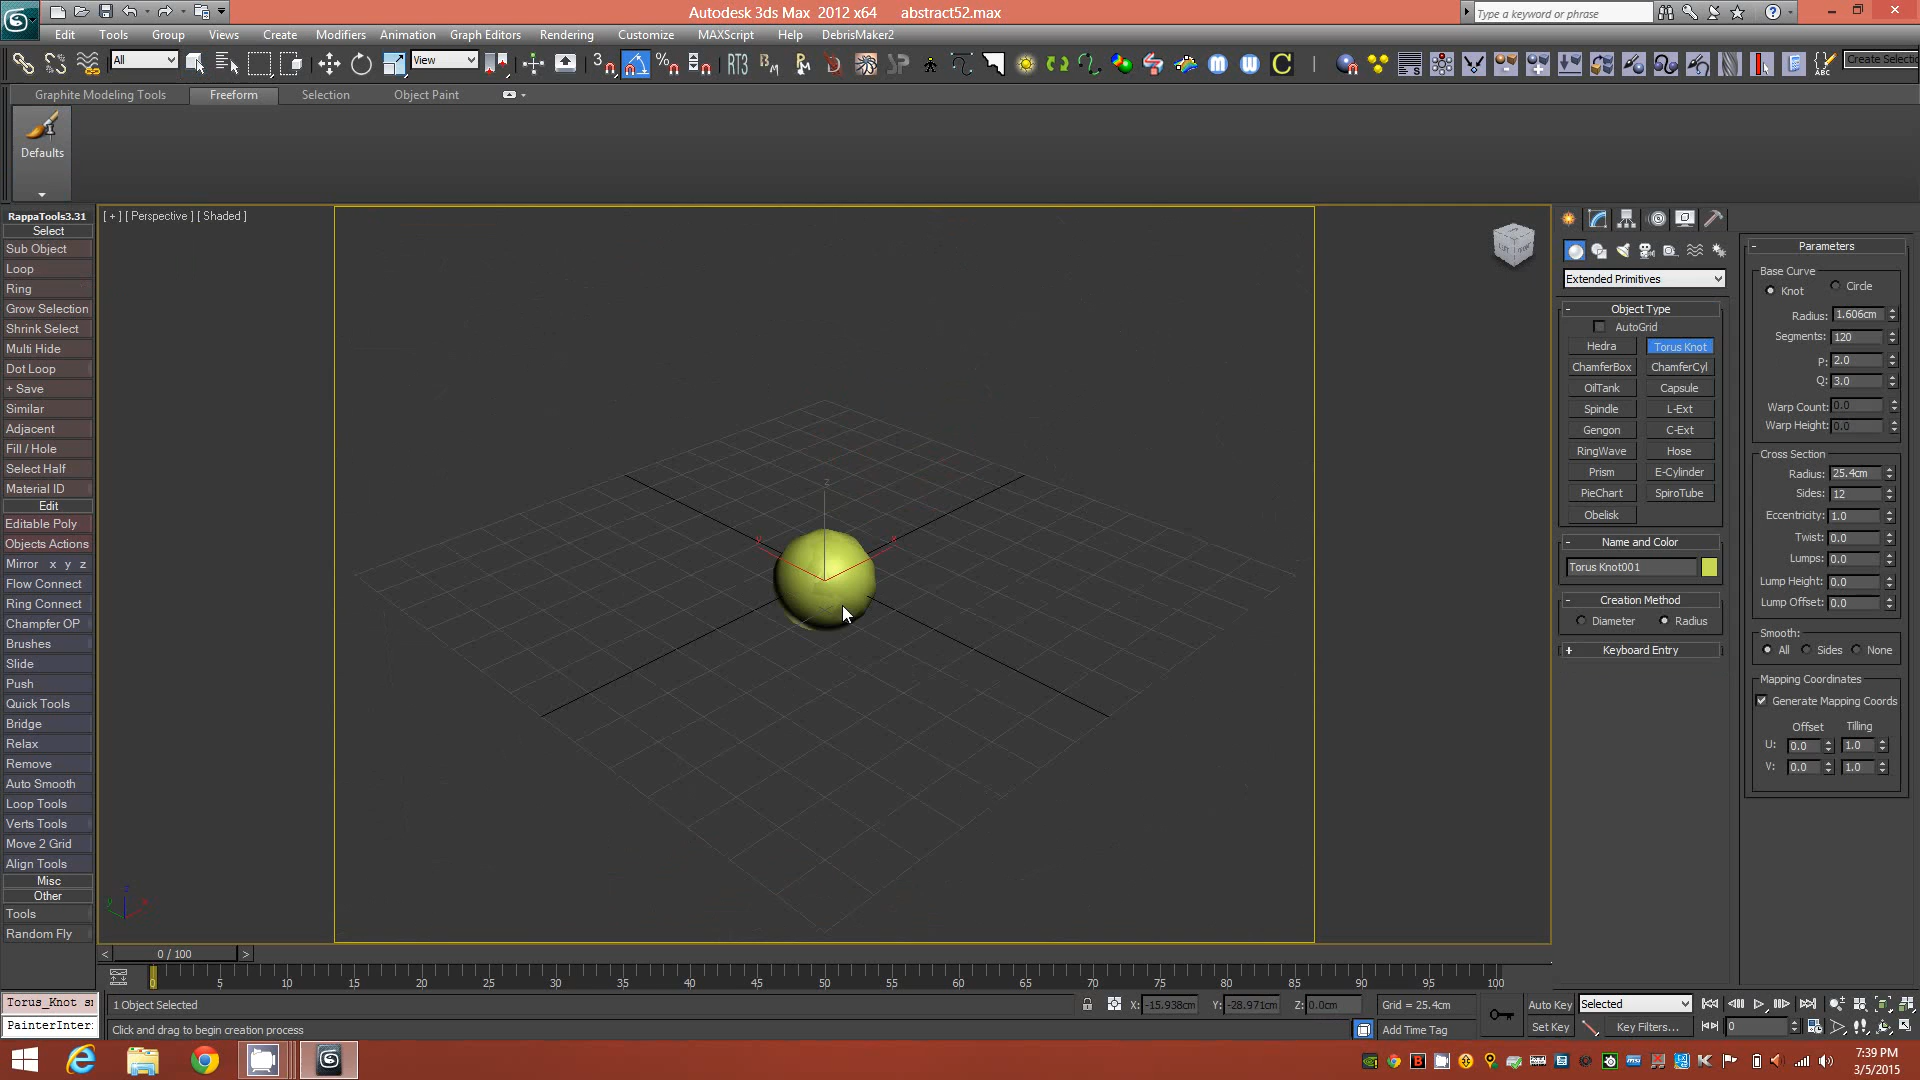 Autodesk 3ds Max 2012 x64 abstract52.max
Type a keyword or phrase
Edit Tools Group Views Create Modifiers Animation Graph Editors Rendering Customize MAXScript Help DebrisMaker2
All View 3 RT3 ABC Create Selectio
Graphite Modeling Tools Freeform Selection Object Paint
Defaults
RappaTools3.31
Select
Sub Object
Loop
Ring
Grow Selection
Shrink Select
Multi Hide
Dot Loop
+ Save
Similar
Adjacent
Fill / Hole
Select Half
Material ID
Edit
Editable Poly
Objects Actions
Mirror x y z
Flow Connect
Ring Connect
Champfer OP
Brushes
Slide
Push
Quick Tools
Bridge
Relax
Remove
Auto Smooth
Loop Tools
Verts Tools
Move 2 Grid
Align Tools
Misc
Other
Tools
Random Fly
[ + ] [ Perspective ] [ Shaded ]
Extended Primitives
- Object Type
AutoGrid
Hedra Torus Knot
ChamferBox ChamferCyl
OilTank Capsule
Spindle L-Ext
Gengon C-Ext
RingWave Hose
Prism E-Cylinder
PieChart SpiroTube
Obelisk
- Name and Color
Torus Knot001
- Creation Method
Diameter Radius
+ Keyboard Entry
- Parameters
Base Curve
Knot Circle
Radius: 1.606cm
Segments: 120
P: 2.0
Q: 3.0
Warp Count: 0.0
Warp Height: 0.0
Cross Section
Radius: 25.4cm
Sides: 12
Eccentricity: 1.0
Twist: 0.0
Lumps: 0.0
Lump Height: 0.0
Lump Offset: 0.0
Smooth:
All Sides None
Mapping Coordinates
Generate Mapping Coords
Offset Tiling
U: 0.0 1.0
V: 0.0 1.0
< 0 / 100 >
0 5 10 15 20 25 30 35 40 45 50 55 60 65 70 75 80 85 90 95 100
Torus_Knot
PainterInter:
1 Object Selected X: -15.938cm Y: -28.971cm Z: 0.0cm Grid = 25.4cm Auto Key Selected
Click and drag to begin creation process Add Time Tag Set Key Key Filters... 0
7:39 PM
3/5/2015